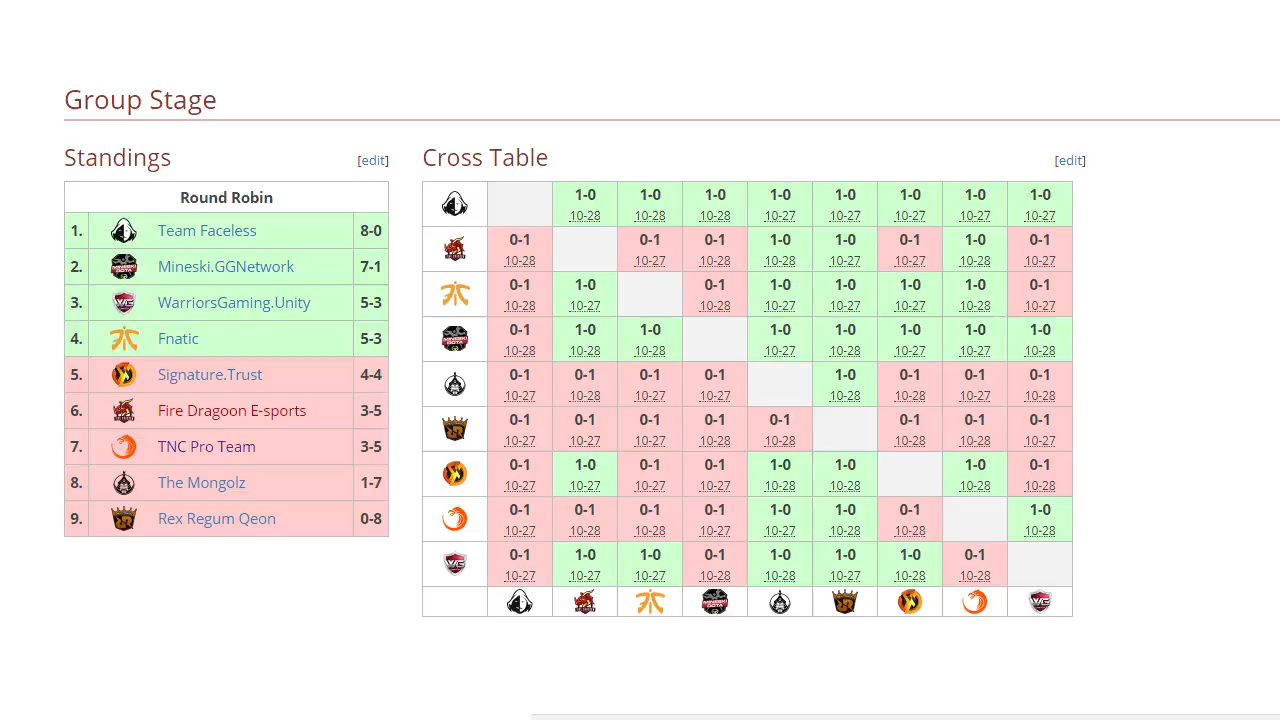 Group Stage
Standings [edit]
Round Robin
1. Team Faceless 8-0
2. Mineski.GGNetwork 7-1
3. WarriorsGaming.Unity 5-3
4. Fnatic 5-3
5. Signature.Trust 4-4
6. Fire Dragoon E-sports 3-5
7. TNC Pro Team 3-5
8. The Mongolz 1-7
9. Rex Regum Qeon 0-8
Cross Table [edit]
1-0 1-0 1-0 1-0 1-0 1-0 1-0 1-0
10-28 10-28 10-28 10-27 10-27 10-27 10-27 10-27
0-1 0-1 0-1 1-0 1-0 0-1 1-0 0-1
10-28 10-27 10-28 10-28 10-27 10-27 10-28 10-27
0-1 1-0 0-1 1-0 1-0 1-0 1-0 0-1
10-28 10-27 10-28 10-27 10-27 10-27 10-28 10-27
0-1 1-0 1-0 1-0 1-0 1-0 1-0 1-0
10-28 10-28 10-28 10-27 10-28 10-27 10-27 10-28
0-1 0-1 0-1 0-1 1-0 0-1 0-1 0-1
10-27 10-28 10-27 10-27 10-28 10-28 10-27 10-28
0-1 0-1 0-1 0-1 0-1 0-1 0-1 0-1
10-27 10-27 10-27 10-28 10-28 10-28 10-28 10-27
0-1 1-0 0-1 0-1 1-0 1-0 1-0 0-1
10-27 10-27 10-27 10-27 10-28 10-28 10-28 10-28
0-1 0-1 0-1 0-1 1-0 1-0 0-1 1-0
10-27 10-28 10-28 10-27 10-27 10-28 10-28 10-28
0-1 1-0 1-0 0-1 1-0 1-0 1-0 0-1
10-27 10-27 10-27 10-28 10-28 10-27 10-28 10-28